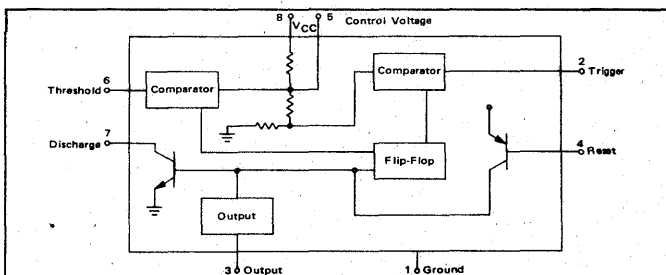 8 VCC 5 Control Voltage
6 Threshold
Comparator
Comparator
2 Trigger
7 Discharge
Flip-Flop
4 Reset
Output
3 Output
1 Ground